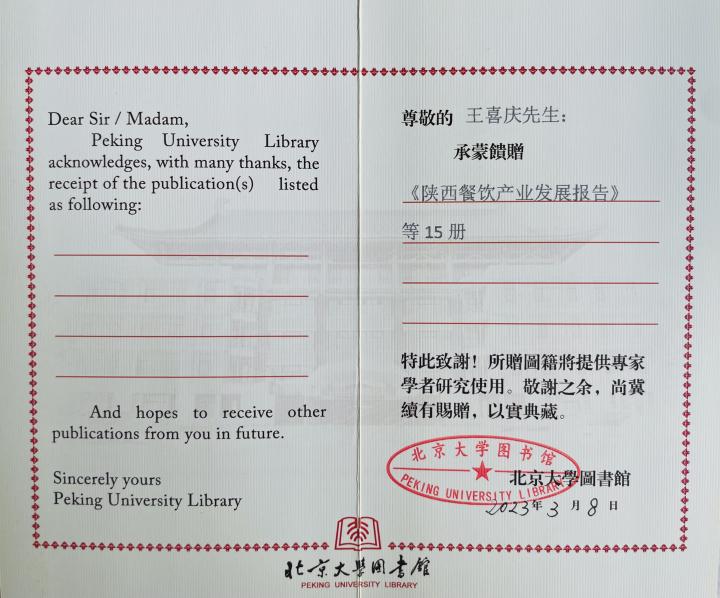 Dear Sir / Madam,
Peking University Library
acknowledges, with many thanks, the
receipt of the publication(s) listed
as following:
And hopes to receive other
publications from you in future.
Sincerely yours
Peking University Library
尊敬的 王喜庆先生:
承蒙饋贈
《陕西餐饮产业发展报告》
等 15 册
特此致謝！所贈圖籍將提供專家
學者研究使用。敬謝之余，尚冀
續有賜贈，以實典藏。
北京大学图书馆
PEKING UNIVERSITY LIBRARY
北京大學圖書館
2023年 3 月 8 日
北京大學圖書館
PEKING UNIVERSITY LIBRARY